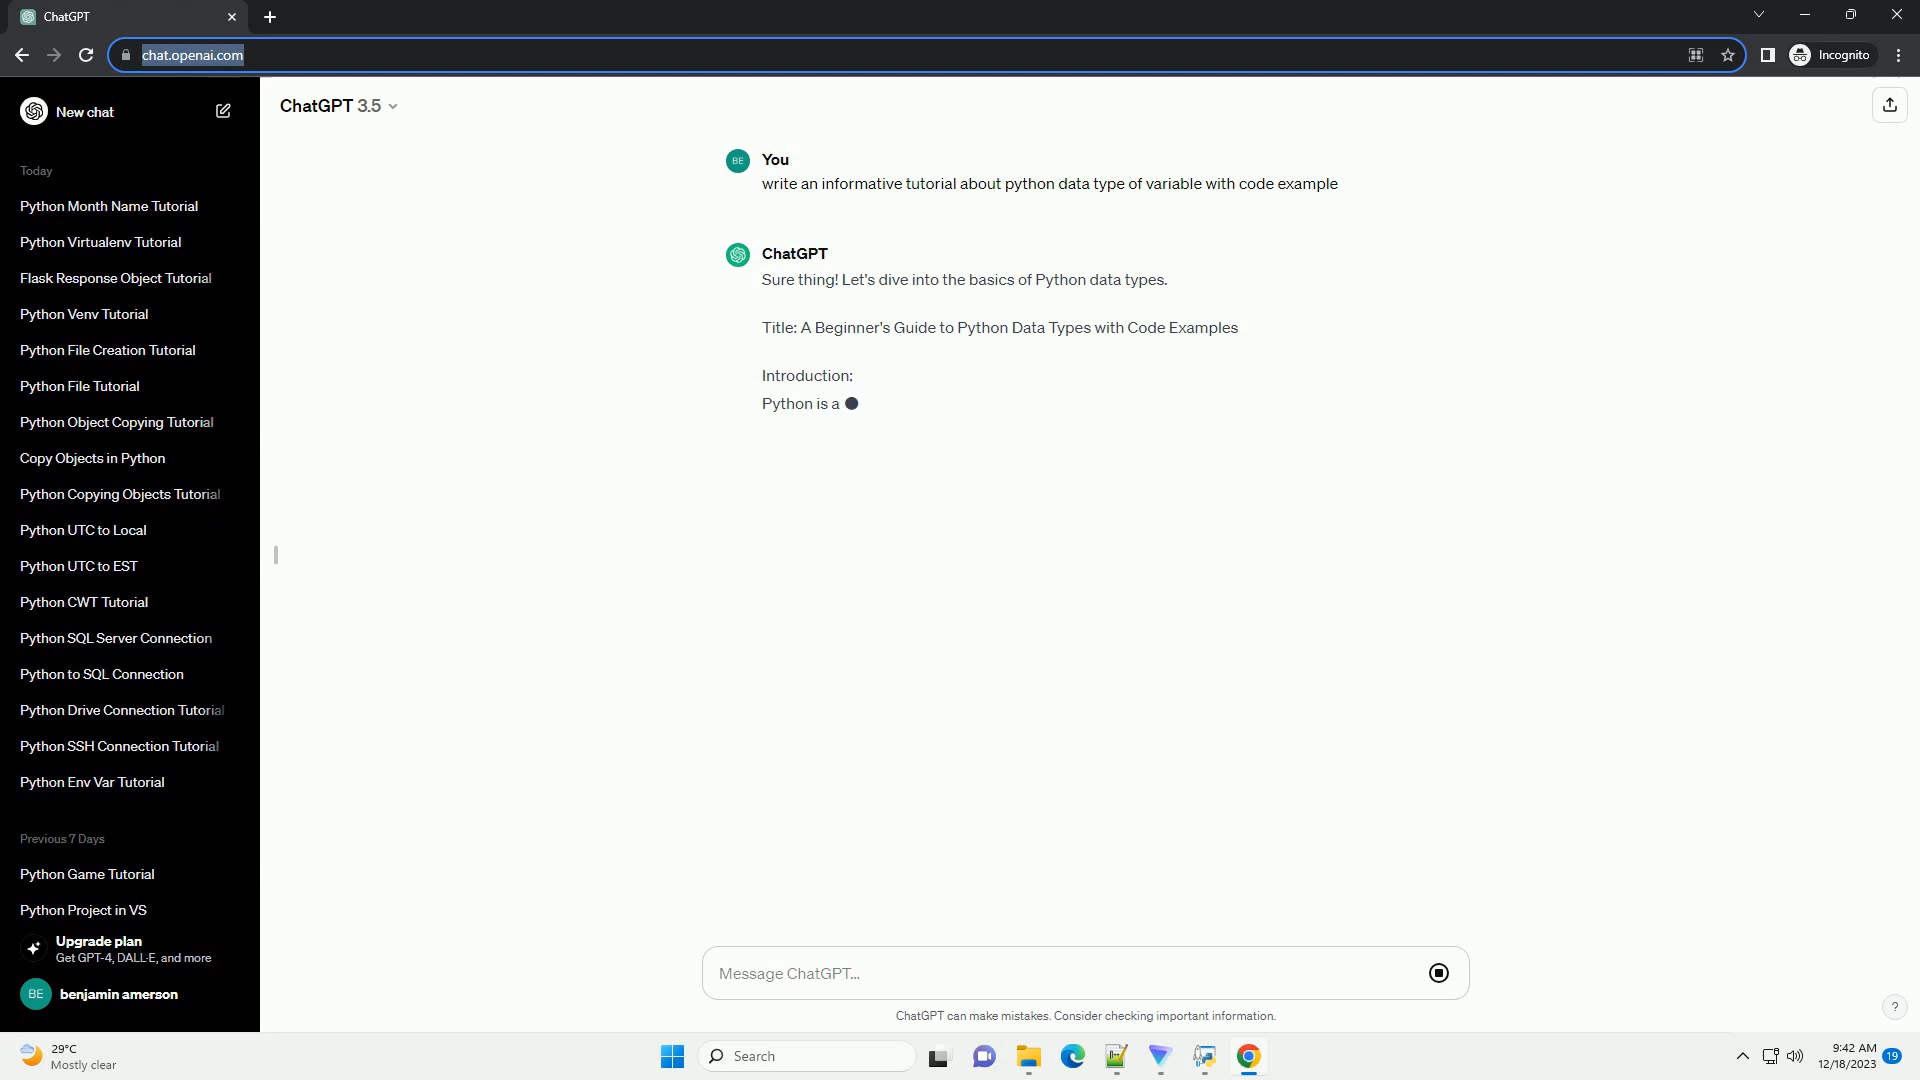 ChatGPT
chat.openai.com
Incognito
New chat
Today
Python Month Name Tutorial
Python Virtualenv Tutorial
Flask Response Object Tutorial
Python Venv Tutorial
Python File Creation Tutorial
Python File Tutorial
Python Object Copying Tutorial
Copy Objects in Python
Python Copying Objects Tutorial
Python UTC to Local
Python UTC to EST
Python CWT Tutorial
Python SQL Server Connection
Python to SQL Connection
Python Drive Connection Tutorial
Python SSH Connection Tutorial
Python Env Var Tutorial
Previous 7 Days
Python Game Tutorial
Python Project in VS
Upgrade plan
Get GPT-4, DALL·E, and more
BE benjamin amerson
ChatGPT 3.5
BE You
write an informative tutorial about python data type of variable with code example
ChatGPT
Sure thing! Let's dive into the basics of Python data types.
Title: A Beginner's Guide to Python Data Types with Code Examples
Introduction:
Python is a
Message ChatGPT...
ChatGPT can make mistakes. Consider checking important information.
?
29°C
Mostly clear
Search
9:42 AM
12/18/2023
19